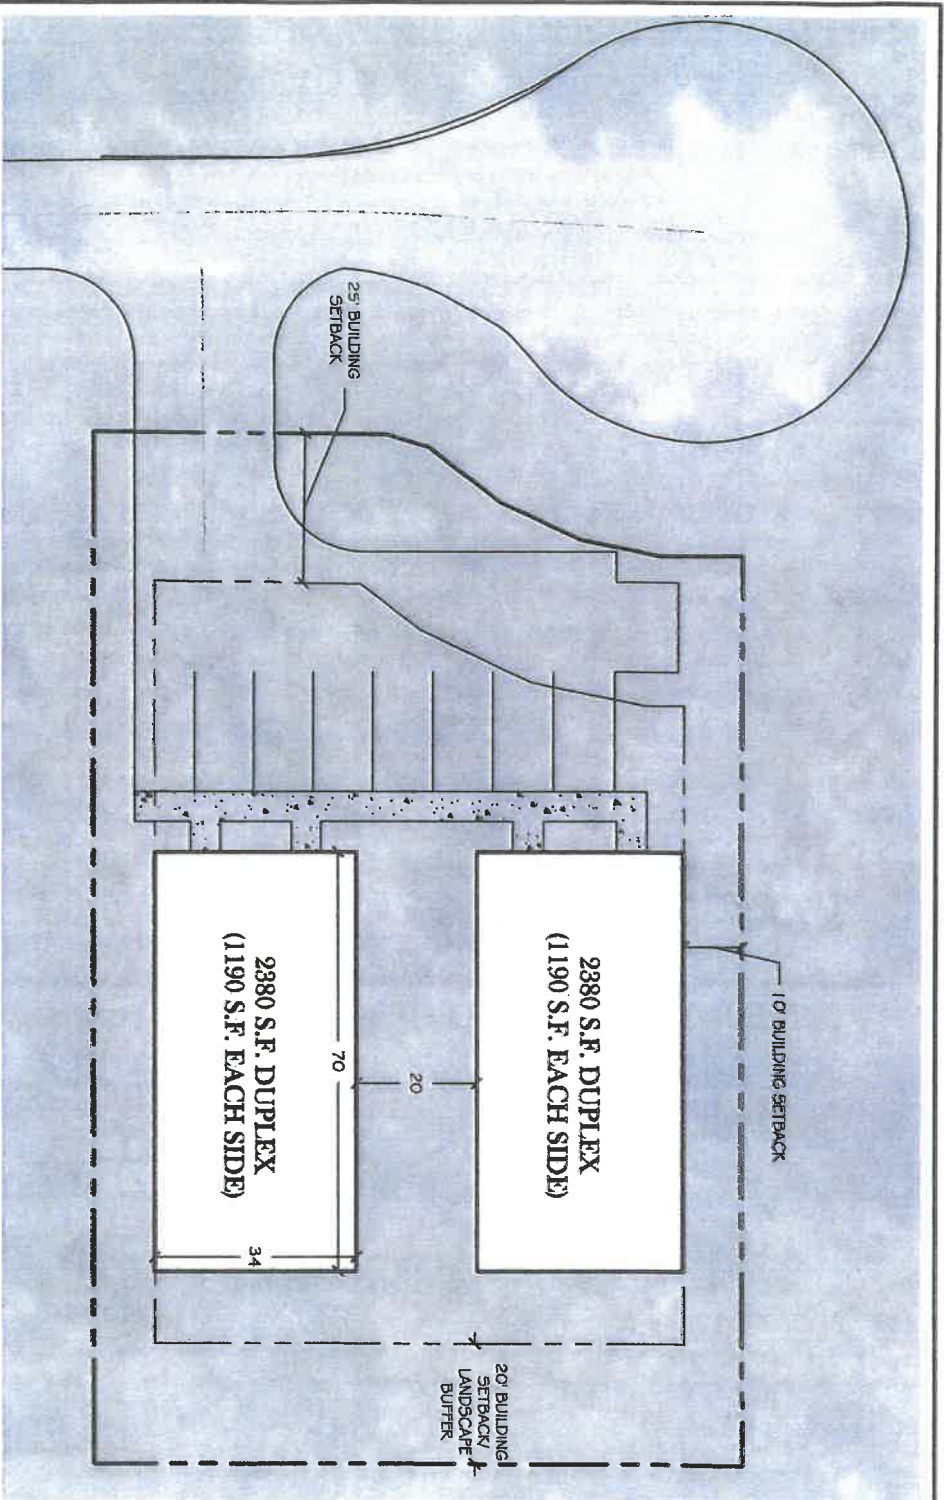 25' BUILDING
SETBACK
10' BUILDING SETBACK
2380 S.F. DUPLEX
(1190 S.F. EACH SIDE)
20
2380 S.F. DUPLEX
(1190 S.F. EACH SIDE)
70
34
20' BUILDING
SETBACK/
LANDSCAPE
BUFFER